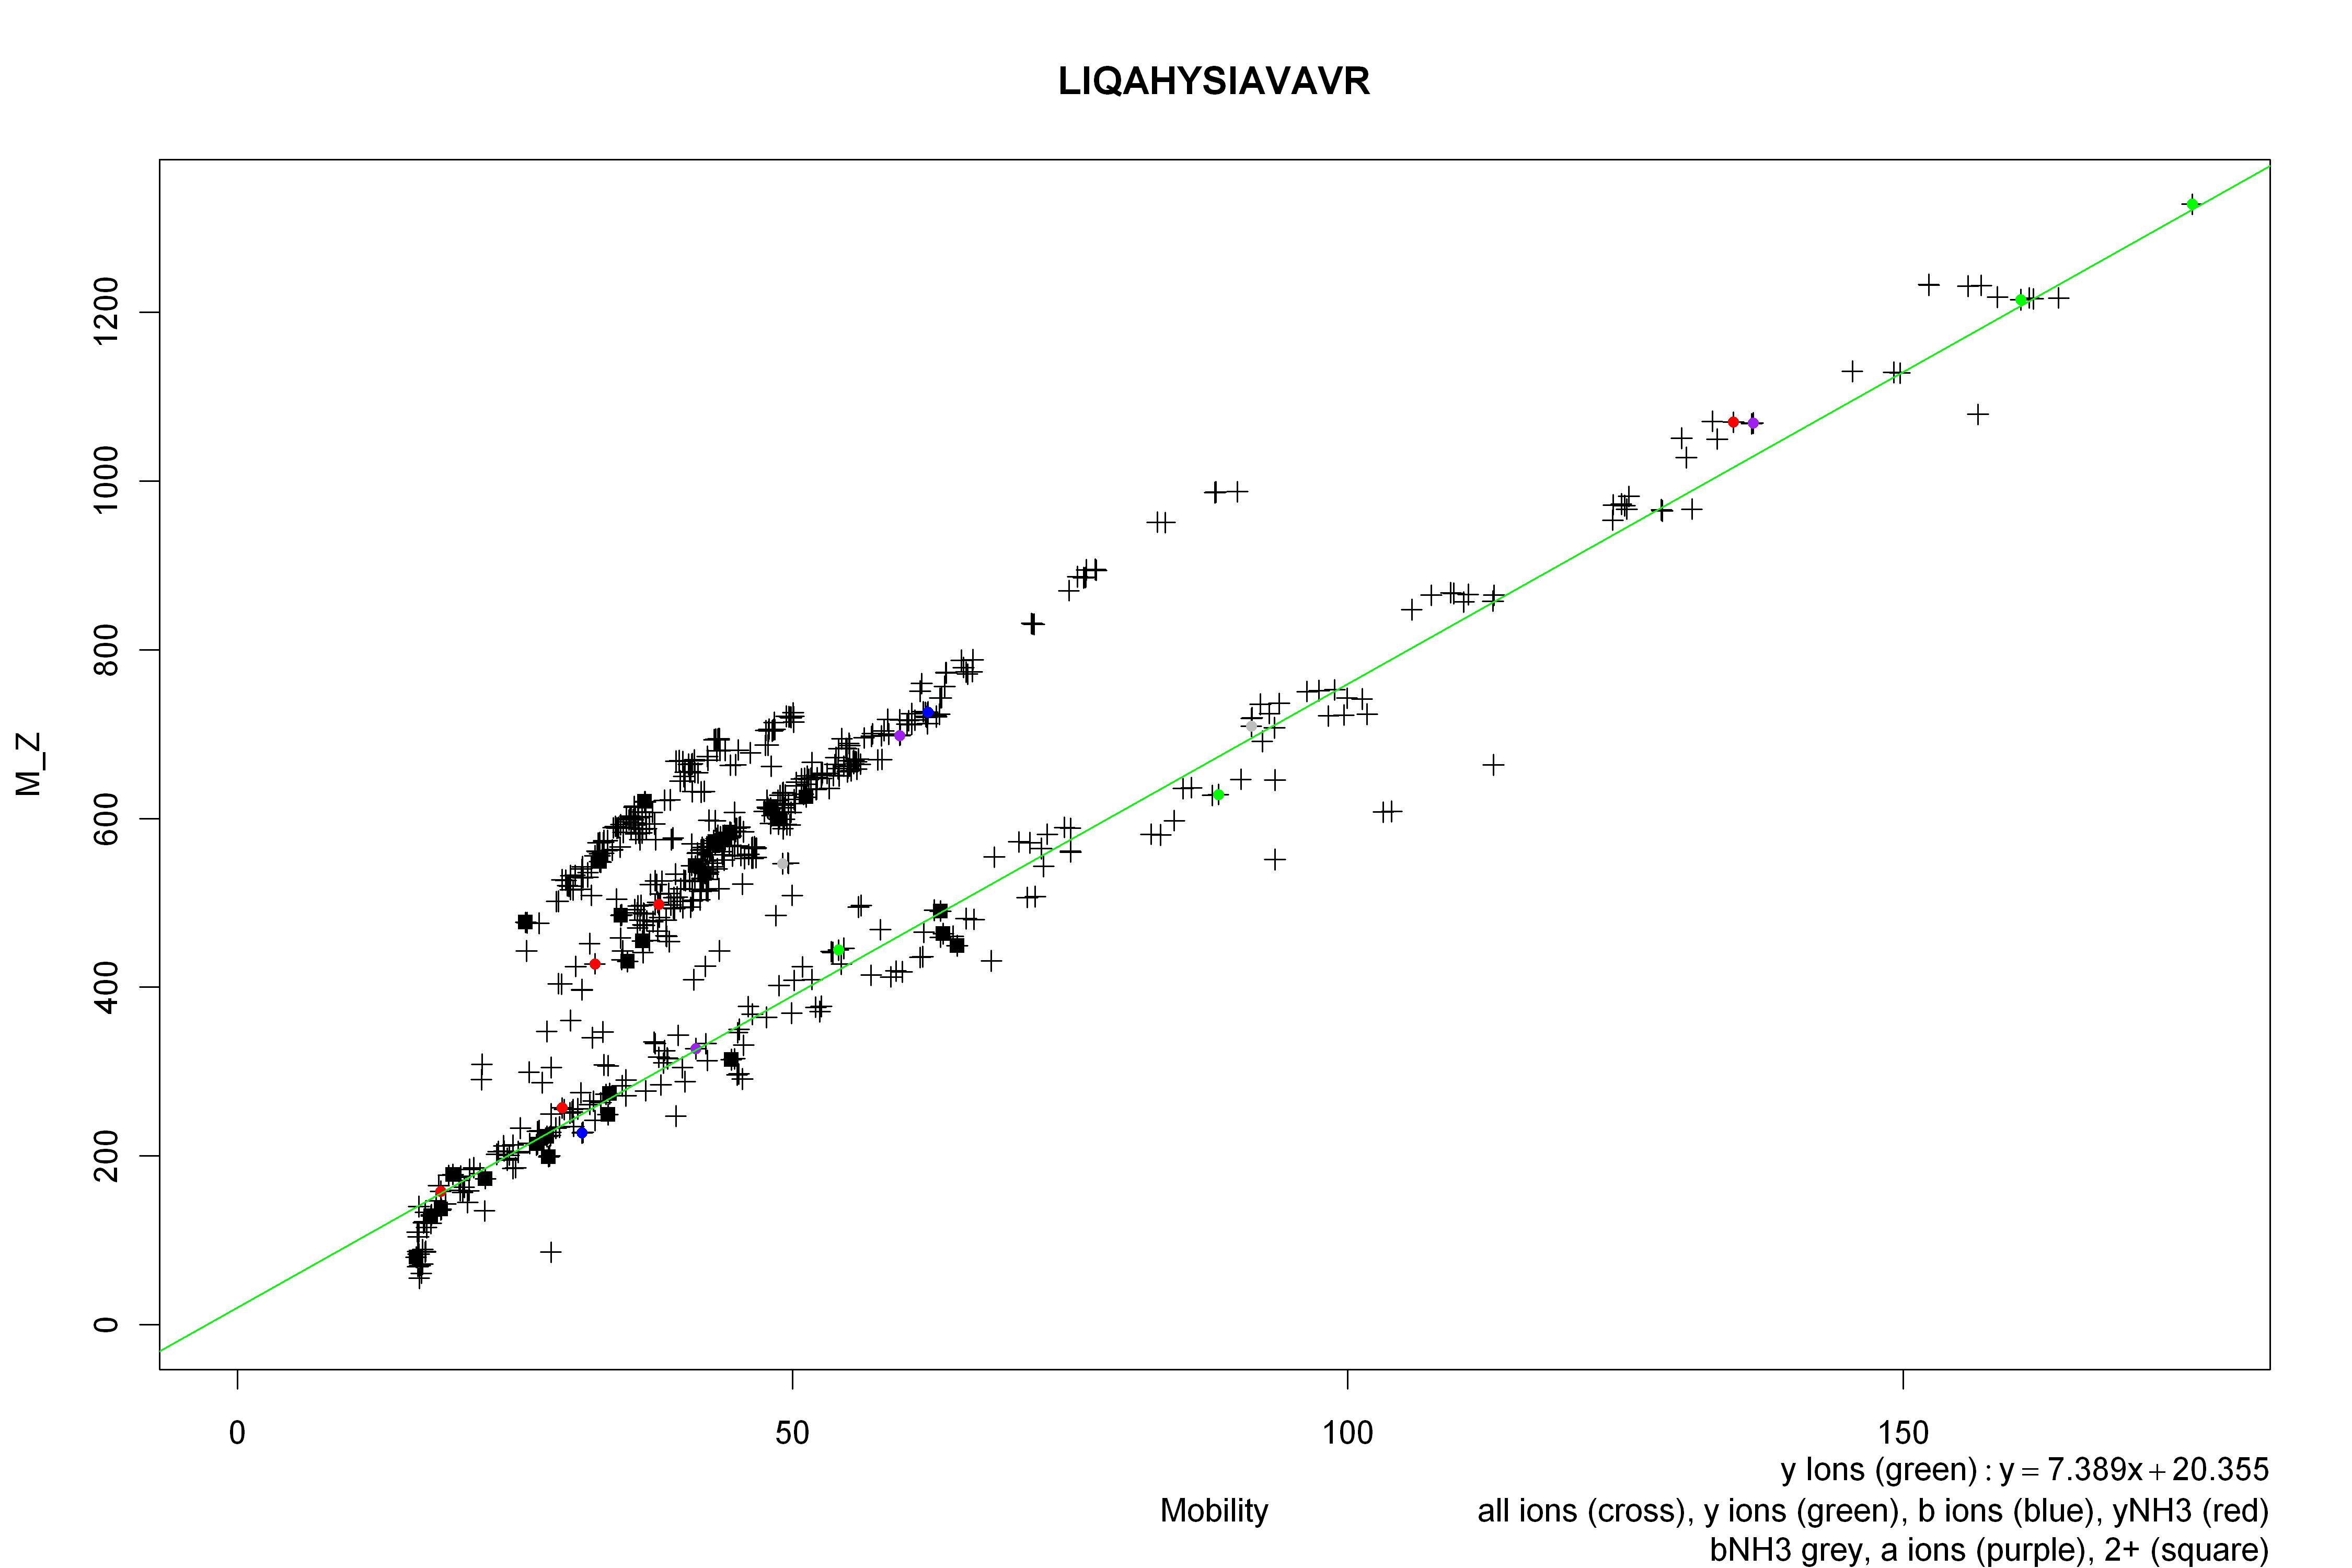 LIQAHYSIAVAVR
M_Z
1200
1000
800
600
400
200
0
0 50 100 150
y Ions (green) : y = 7.389x + 20.355
Mobility all ions (cross), y ions (green), b ions (blue), yNH3 (red)
bNH3 grey, a ions (purple), 2+ (square)